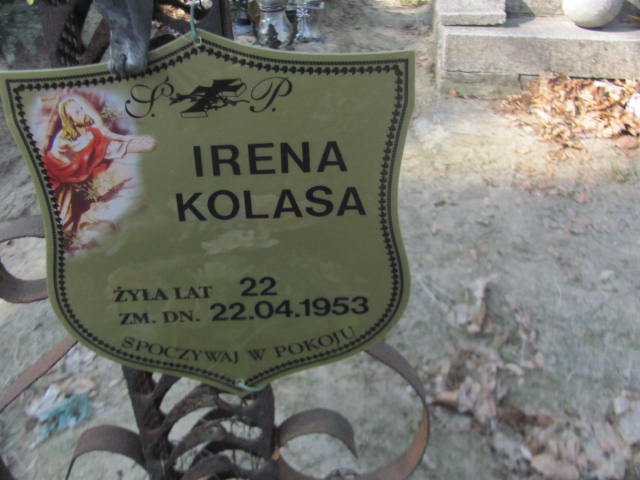 Ś. P.
IRENA
KOLASA
ŻYŁA LAT 22
ZM. DN. 22.04.1953
SPOCZYWAJ W POKOJU